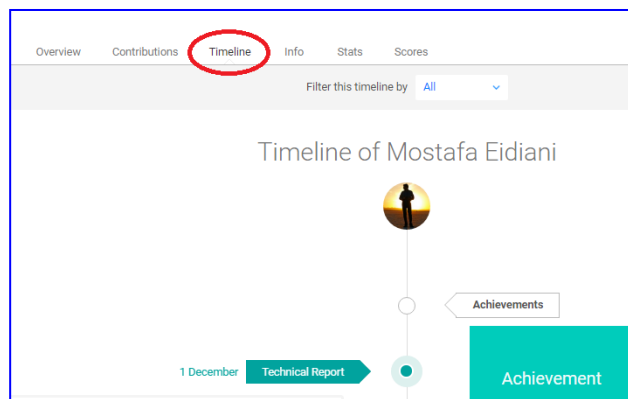 Overview Contributions Timeline Info Stats Scores
Filter this timeline by All
Timeline of Mostafa Eidiani
Achievements
1 December Technical Report
Achievement